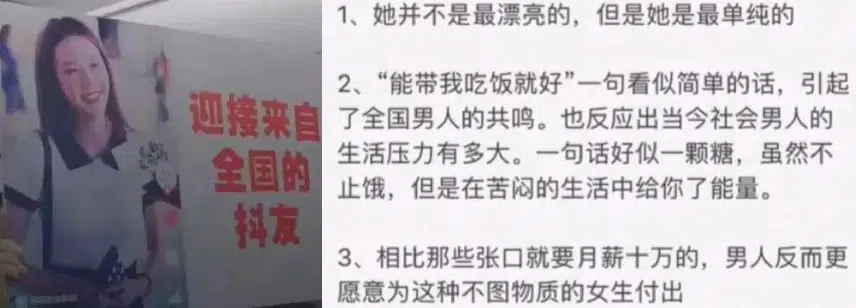 迎接来自
全国的
抖友
1、她并不是最漂亮的，但是她是最单纯的
2、“能带我吃饭就好”一句看似简单的话，引起
了全国男人的共鸣。也反应出当今社会男人的
生活压力有多大。一句话好似一颗糖，虽然不
止饿，但是在苦闷的生活中给你了能量。
3、相比那些张口就要月薪十万的，男人反而更
愿意为这种不图物质的女生付出